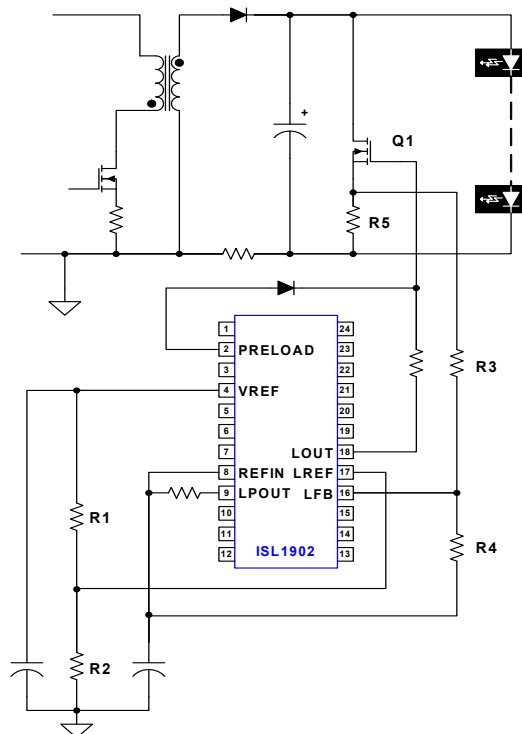 +
Q1
R5
1 24
2 PRELOAD 23
3 22
4 VREF 21
5 20
6 19
7 LOUT 18
8 REFIN LREF 17
9 LPOUT LFB 16
10 15
11 14
12 13
ISL1902
R3
R1
R4
R2